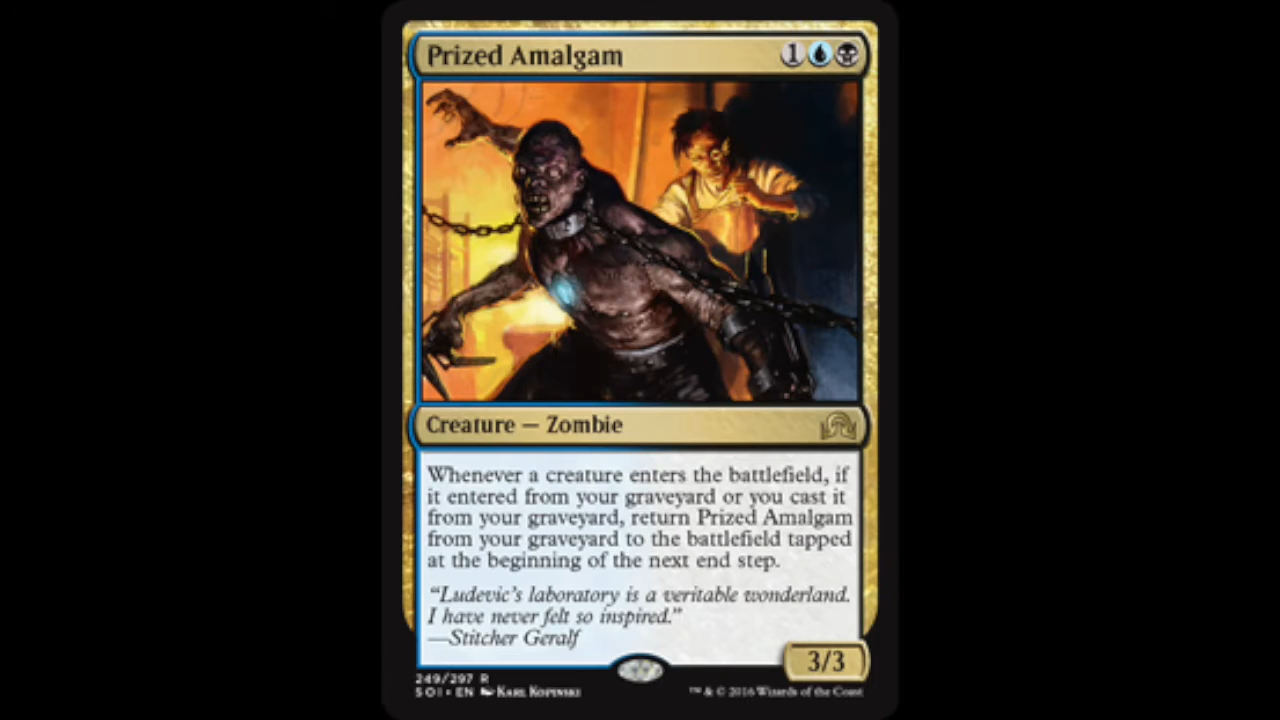 Prized Amalgam 1
Creature — Zombie
Whenever a creature enters the battlefield, if
it entered from your graveyard or you cast it
from your graveyard, return Prized Amalgam
from your graveyard to the battlefield tapped
at the beginning of the next end step.
“Ludevic’s laboratory is a veritable wonderland.
I have never felt so inspired.”
—Stitcher Geralf
3/3
249/297 R
SOI • EN Karl Kopinski
™ & © 2016 Wizards of the Coast